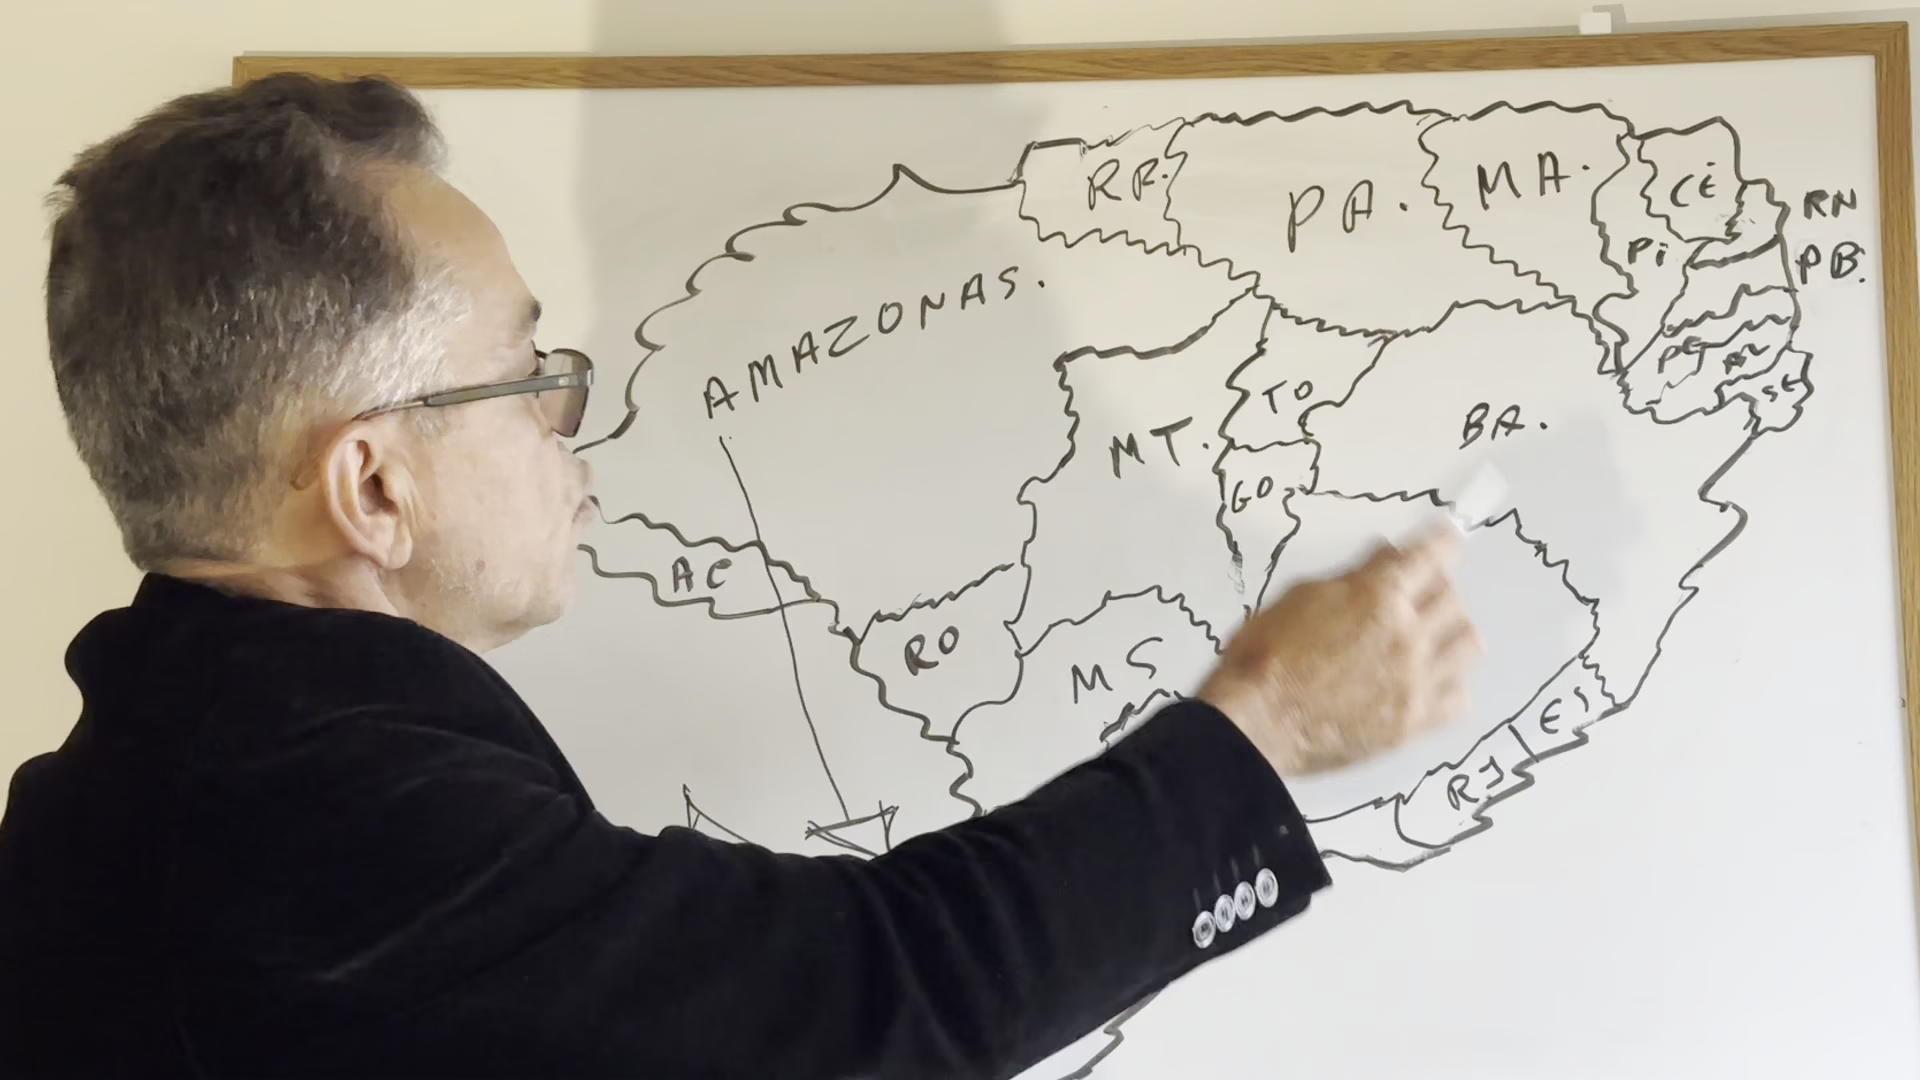 RR.
PA.
MA.
CE
RN
Pi
PB.
AMAZONAS.
PE
AL
SE
TO
BA.
MT.
GO
AC
RO
MS
ES
RJ